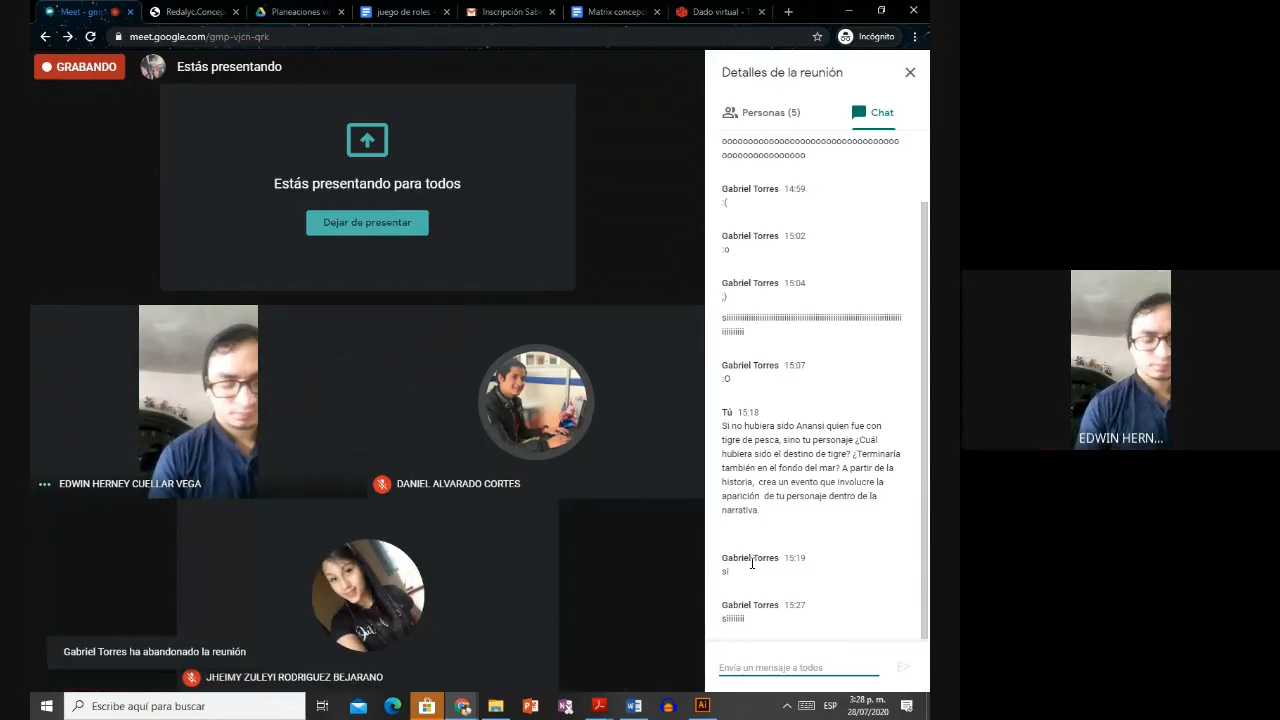 Meet - gmp
Redalyc.Concep
Planeaciones vi
juego de roles -
Inscripción Sabe
Matrix concepc
Dado virtual - T
meet.google.com/gmp-vjcn-qrk
Incógnito
GRABANDO
Estás presentando
Estás presentando para todos
Dejar de presentar
EDWIN HERNEY CUELLAR VEGA
DANIEL ALVARADO CORTES
Gabriel Torres ha abandonado la reunión
JHEIMY ZULEYI RODRIGUEZ BEJARANO
Detalles de la reunión
Personas (5)
Chat
oooooooooooooooooooooooooooooooooo
oooooooooooooooo
Gabriel Torres 14:59
:(
Gabriel Torres 15:02
:o
Gabriel Torres 15:04
;)
siiiiiiiiiiiiiiiiiiiiiiiiiiiiiiiiiiiiiiiiiiiiiiiiiiiiiiiiiiiiiiiiiiiiiiiiiii
iiiiiiiiii
Gabriel Torres 15:07
:O
Tú 15:18
Si no hubiera sido Anansi quien fue con
tigre de pesca, sino tu personaje ¿Cuál
hubiera sido el destino de tigre? ¿Terminaría
también en el fondo del mar? A partir de la
historia, crea un evento que involucre la
aparición de tu personaje dentro de la
narrativa.
Gabriel Torres 15:19
si
Gabriel Torres 15:27
siiiiiiii
Envía un mensaje a todos
EDWIN HERN...
Escribe aquí para buscar
ESP
3:28 p. m.
28/07/2020